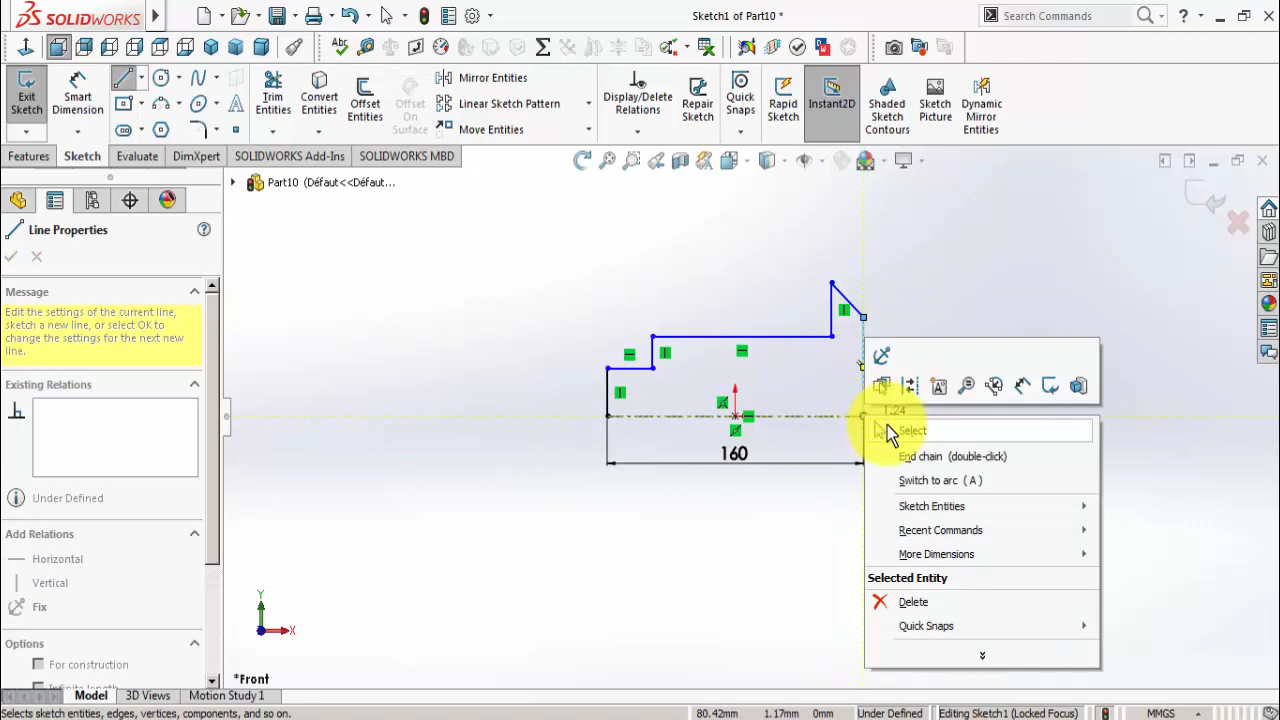 SOLIDWORKS
Sketch1 of Part10 *
Search Commands
?
Exit Sketch
Smart Dimension
Trim Entities
Convert Entities
Offset Entities
Offset On Surface
Mirror Entities
Linear Sketch Pattern
Move Entities
Display/Delete Relations
Repair Sketch
Quick Snaps
Rapid Sketch
Instant2D
Shaded Sketch Contours
Sketch Picture
Dynamic Mirror Entities
Features
Sketch
Evaluate
DimXpert
SOLIDWORKS Add-Ins
SOLIDWORKS MBD
Part10 (Défaut<<Défaut...
Line Properties
?
Message
Edit the settings of the current line,
sketch a new line, or select OK to
change the settings for the next new
line.
Existing Relations
Under Defined
Add Relations
Horizontal
Vertical
Fix
Options
For construction
Infinite length
160
1.24
Select
End chain (double-click)
Switch to arc (A)
Sketch Entities
Recent Commands
More Dimensions
Selected Entity
Delete
Quick Snaps
Y
X
*Front
Model
3D Views
Motion Study 1
Selects sketch entities, edges, vertices, components, and so on.
80.42mm
1.17mm
0mm
Under Defined
Editing Sketch1 (Locked Focus)
MMGS